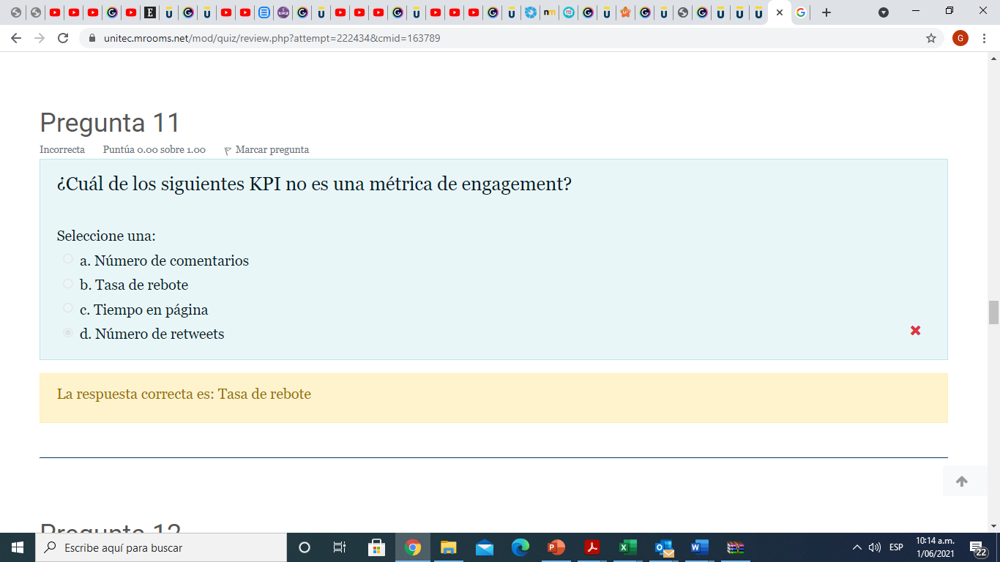 unitec.mrooms.net/mod/quiz/review.php?attempt=222434&cmid=163789
G
Pregunta 11
Incorrecta Puntúa 0.00 sobre 1.00 Marcar pregunta
¿Cuál de los siguientes KPI no es una métrica de engagement?
Seleccione una:
a. Número de comentarios
b. Tasa de rebote
c. Tiempo en página
d. Número de retweets
La respuesta correcta es: Tasa de rebote
Pregunta 12
Escribe aquí para buscar
ESP
10:14 a.m.
1/06/2021
22